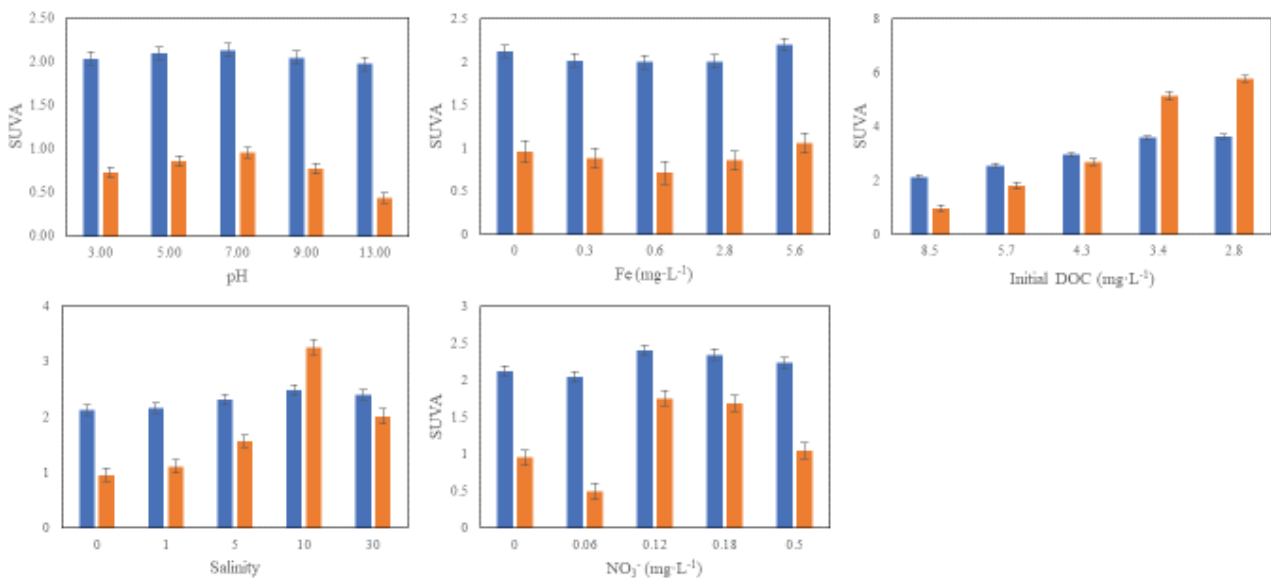 2.50
2.00
1.50
1.00
0.50
0.00
SUVA
3.00 5.00 7.00 9.00 13.00
pH
2.5
2
1.5
1
0.5
0
SUVA
0 0.3 0.6 2.8 5.6
Fe (mg·L⁻¹)
8
6
4
2
0
SUVA
8.5 5.7 4.3 3.4 2.8
Initial DOC (mg·L⁻¹)
4
3
2
1
0
SUVA
0 1 5 10 30
Salinity
3
2.5
2
1.5
1
0.5
0
SUVA
0 0.06 0.12 0.18 0.5
NO₃⁻ (mg·L⁻¹)